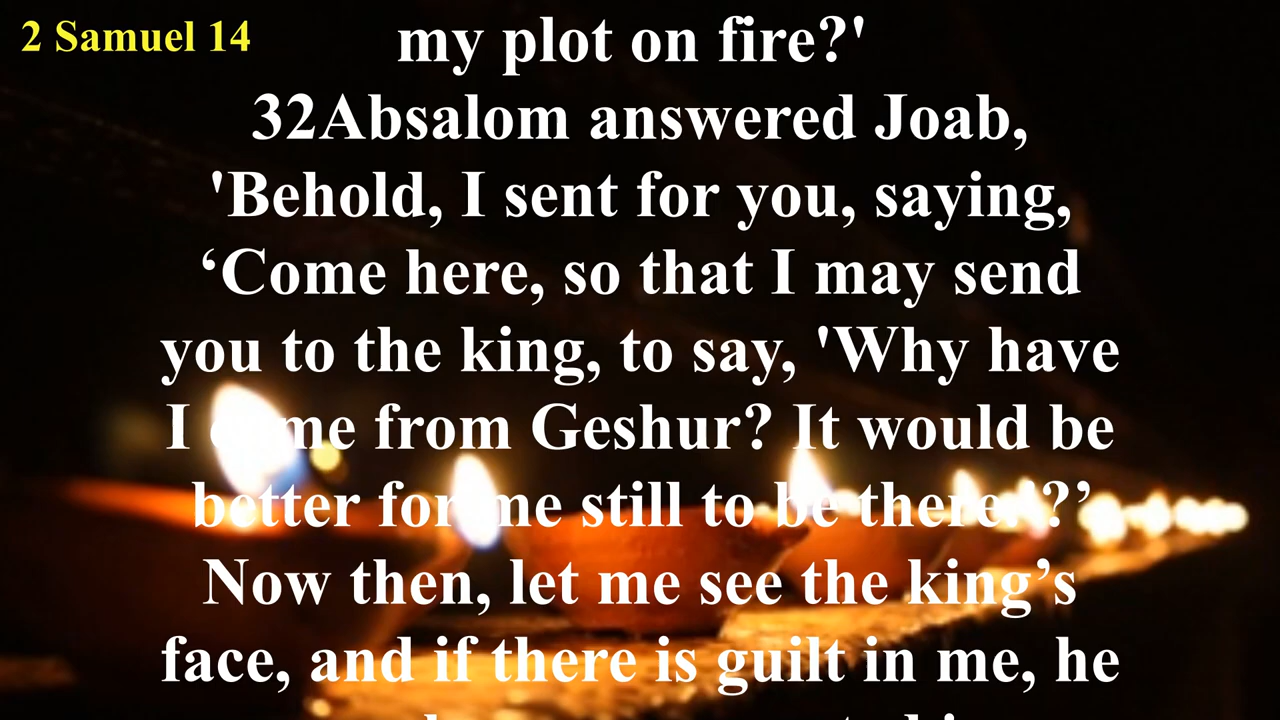 2 Samuel 14
my plot on fire?'
32Absalom answered Joab,
'Behold, I sent for you, saying,
‘Come here, so that I may send
you to the king, to say, 'Why have
I came from Geshur? It would be
better for me still to be there.'?’
Now then, let me see the king’s
face, and if there is guilt in me, he